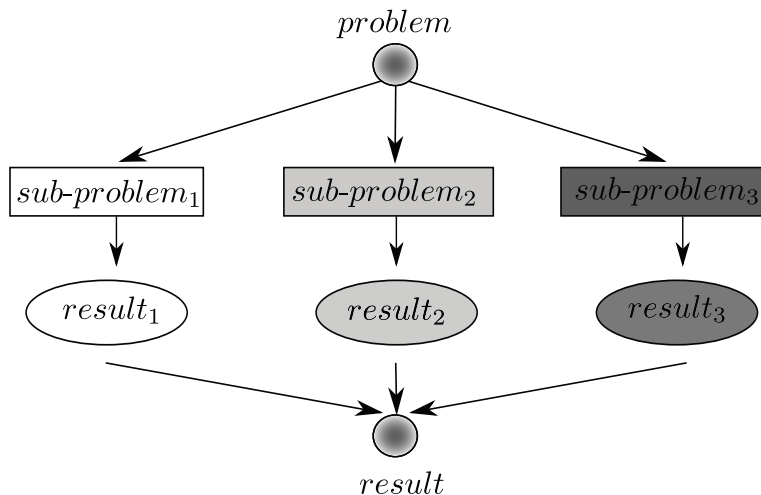 problem
sub-problem₁
sub-problem₂
sub-problem₃
result₁
result₂
result₃
result